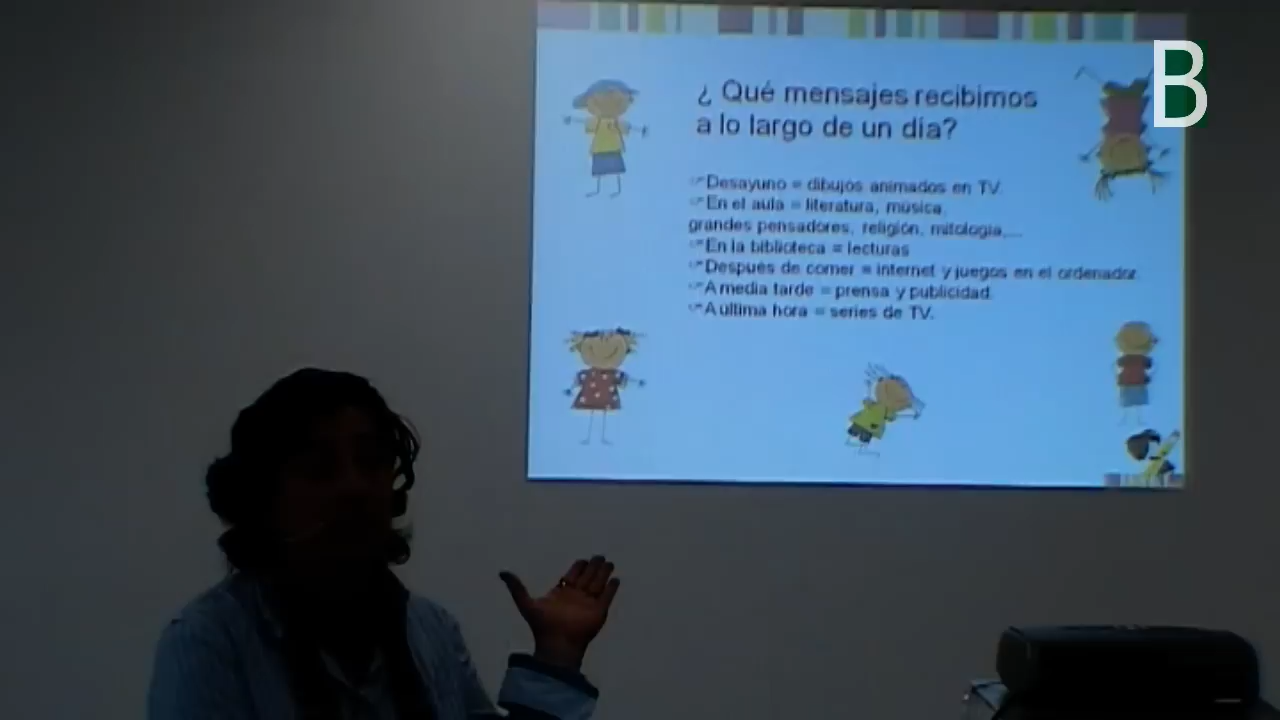 B
¿ Qué mensajes recibimos
a lo largo de un día?
Desayuno = dibujos animados en TV.
En el aula = literatura, música,
grandes pensadores, religión, mitología,...
En la biblioteca = lecturas
Después de comer = internet y juegos en el ordenador.
A media tarde = prensa y publicidad.
A última hora = series de TV.